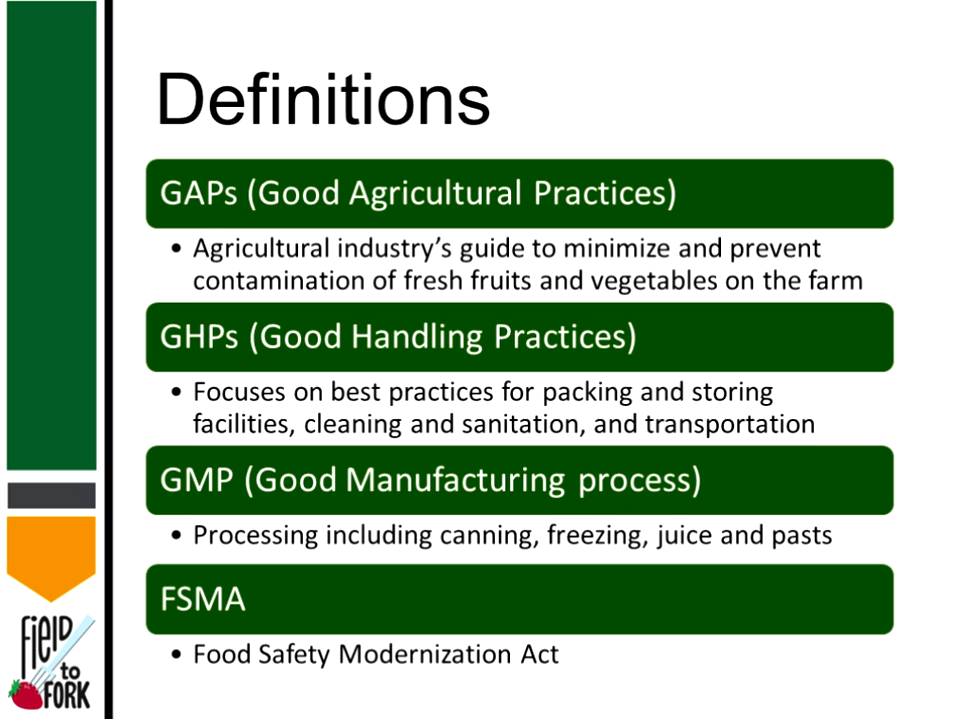 Definitions
GAPs (Good Agricultural Practices)
• Agricultural industry’s guide to minimize and prevent
contamination of fresh fruits and vegetables on the farm
GHPs (Good Handling Practices)
• Focuses on best practices for packing and storing
facilities, cleaning and sanitation, and transportation
GMP (Good Manufacturing process)
• Processing including canning, freezing, juice and pasts
FSMA
• Food Safety Modernization Act
FiElD
to
FORK